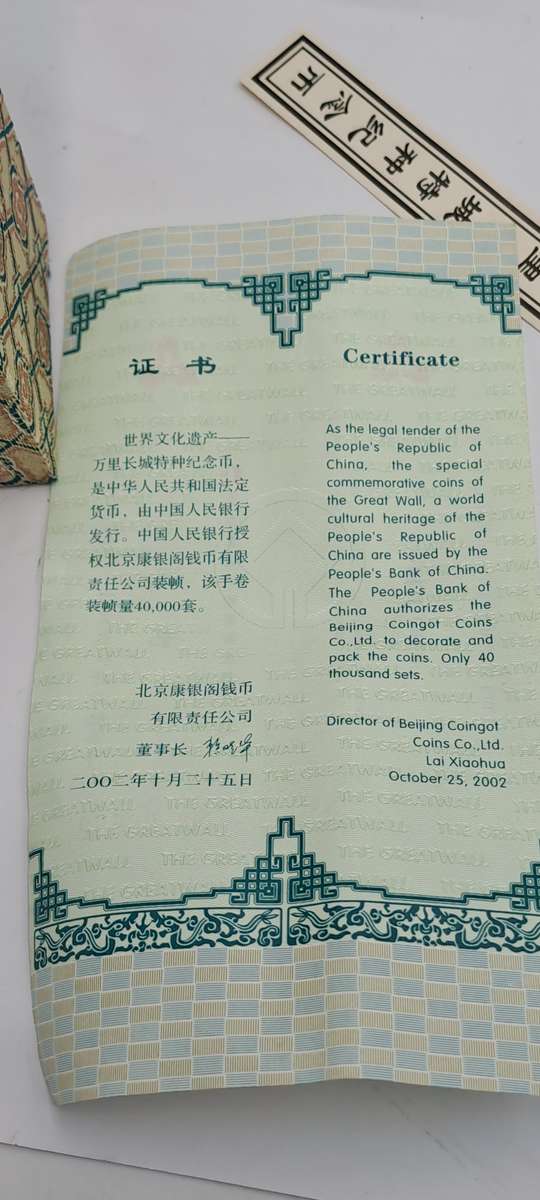 证书
世界文化遗产——
万里长城特种纪念币，
是中华人民共和国法定
货币，由中国人民银行
发行。中国人民银行授
权北京康银阁钱币有限
责任公司装帧，该手卷
装帧量40,000套。
北京康银阁钱币
有限责任公司
董事长
二〇〇二年十月二十五日
Certificate
As the legal tender of the
People's Republic of
China, the special
commemorative coins of
the Great Wall, a world
cultural heritage of the
People's Republic of
China are issued by the
People's Bank of China.
The People's Bank of
China authorizes the
Beijing Coingot Coins
Co.,Ltd. to decorate and
pack the coins. Only 40
thousand sets.
Director of Beijing Coingot
Coins Co.,Ltd.
Lai Xiaohua
October 25, 2002
THE GREATWALL